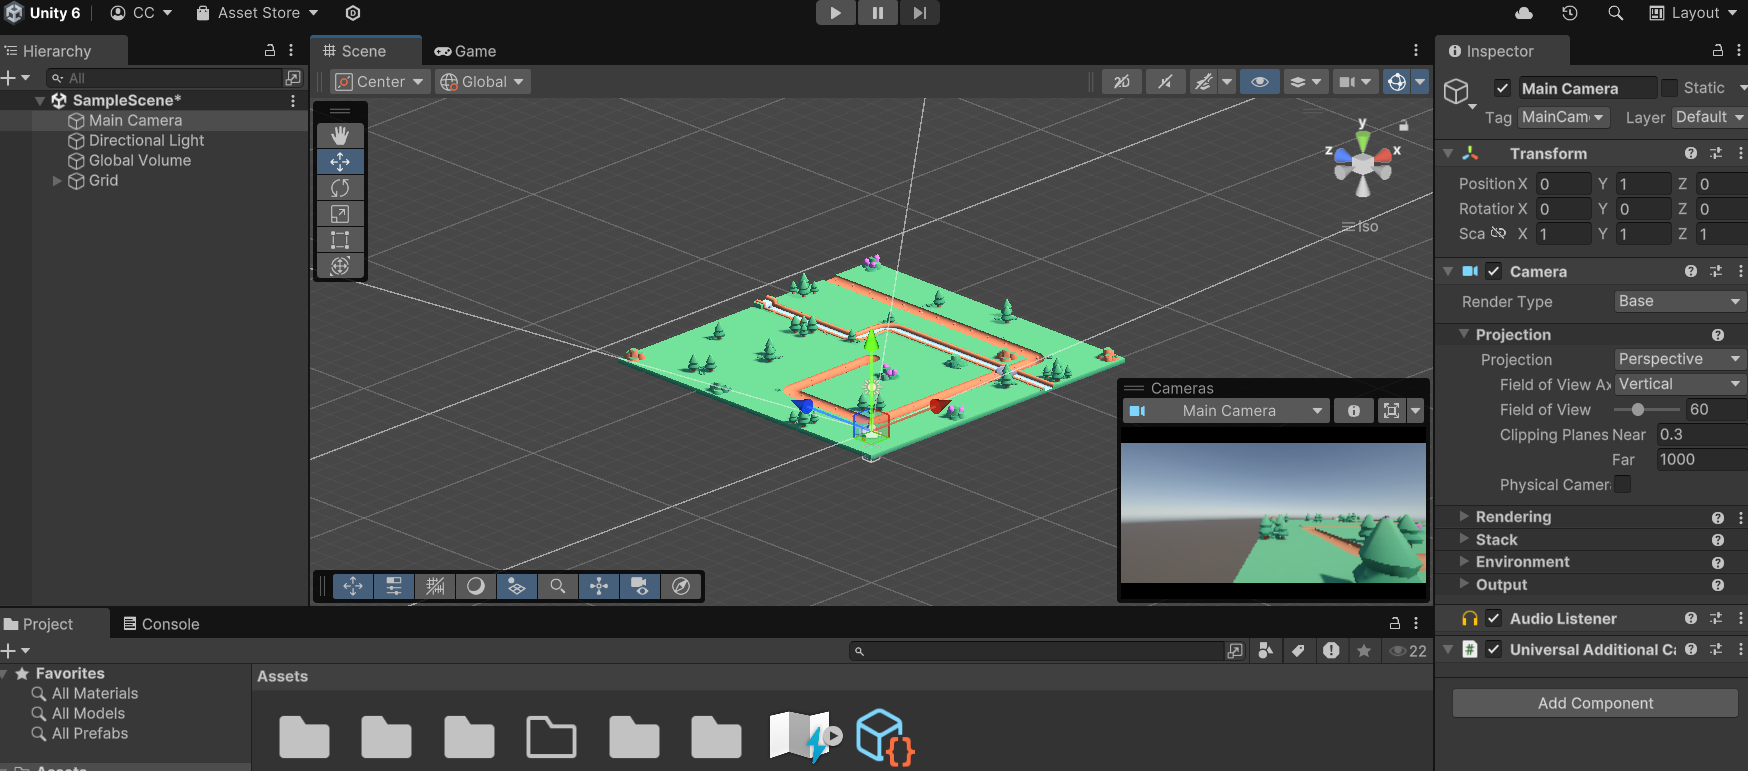 Unity 6 CC Asset Store Layout
Hierarchy
All
SampleScene*
Main Camera
Directional Light
Global Volume
Grid
Scene Game
Center Global 2D
y
z x
Iso
Cameras
Main Camera
Inspector
Main Camera Static
Tag MainCam Layer Default
Transform
Position X 0 Y 1 Z 0
Rotation X 0 Y 0 Z 0
Sca X 1 Y 1 Z 1
Camera
Render Type Base
Projection
Projection Perspective
Field of View Ax Vertical
Field of View 60
Clipping Planes Near 0.3
Far 1000
Physical Camera
Rendering
Stack
Environment
Output
Audio Listener
# Universal Additional Ca
Add Component
Project Console
22
Favorites
All Materials
All Models
All Prefabs
Assets
Assets
{}